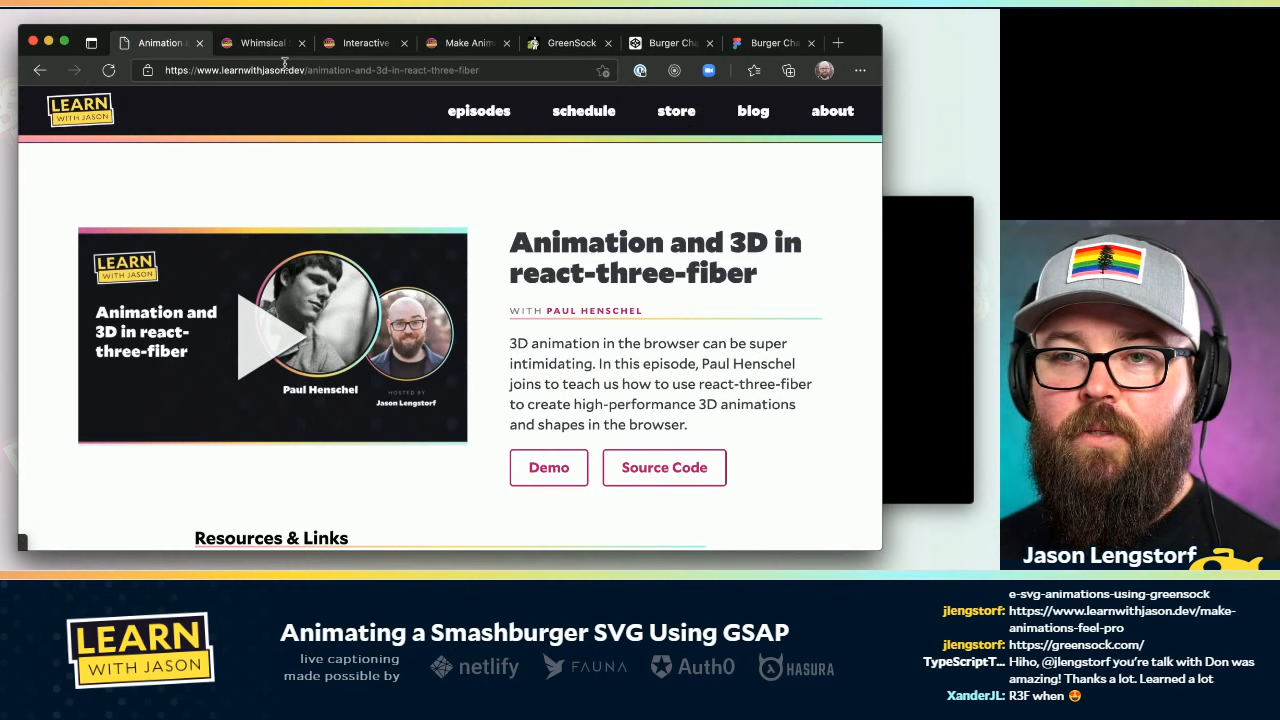 Animation a
Whimsical S
Interactive
Make Anim
GreenSock
Burger Cha
Burger Cha
https://www.learnwithjason.dev/animation-and-3d-in-react-three-fiber
LEARN
WITH JASON
episodes
schedule
store
blog
about
LEARN
WITH JASON
Animation and
3D in react-
three-fiber
Paul Henschel
HOSTED BY
Jason Lengstorf
Animation and 3D in
react-three-fiber
WITH PAUL HENSCHEL
3D animation in the browser can be super
intimidating. In this episode, Paul Henschel
joins to teach us how to use react-three-fiber
to create high-performance 3D animations
and shapes in the browser.
Demo
Source Code
Resources & Links
Jason Lengstorf
LEARN
WITH JASON
Animating a Smashburger SVG Using GSAP
live captioning
made possible by
netlify
FAUNA
Auth0
HASURA
e-svg-animations-using-greensock
jlengstorf: https://www.learnwithjason.dev/make-
animations-feel-pro
jlengstorf: https://greensock.com/
TypeScriptT... Hiho, @jlengstorf you're talk with Don was
amazing! Thanks a lot. Learned a lot
XanderJL: R3F when 🤩